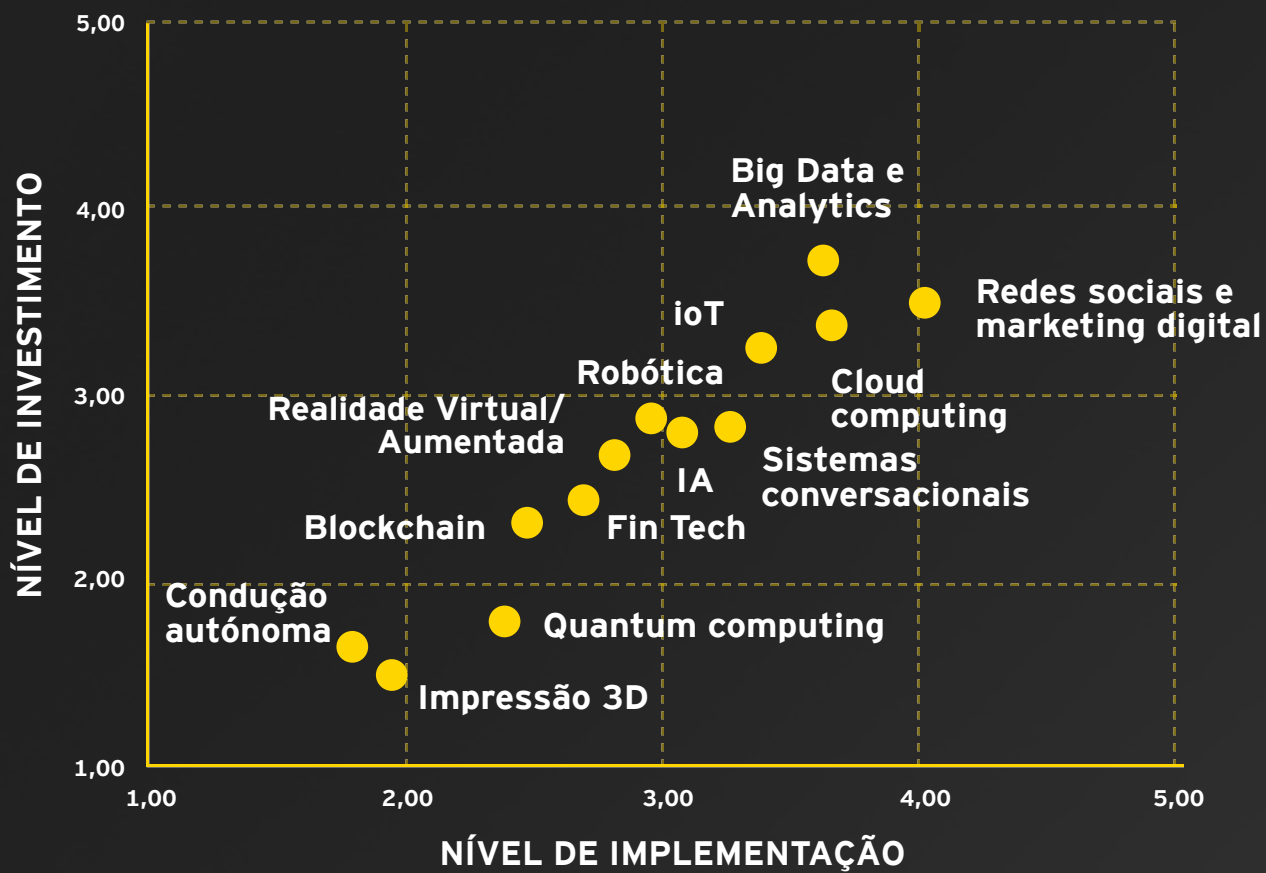 5,00
Big Data e
Analytics
4,00
Redes sociais e
marketing digital
ioT
Robótica
Cloud
computing
3,00
Realidade Virtual/
Aumentada
Sistemas
conversacionais
IA
Blockchain
Fin Tech
2,00
Condução
autónoma
Quantum computing
Impressão 3D
1,00
NÍVEL DE INVESTIMENTO
1,00 2,00 3,00 4,00 5,00
NÍVEL DE IMPLEMENTAÇÃO